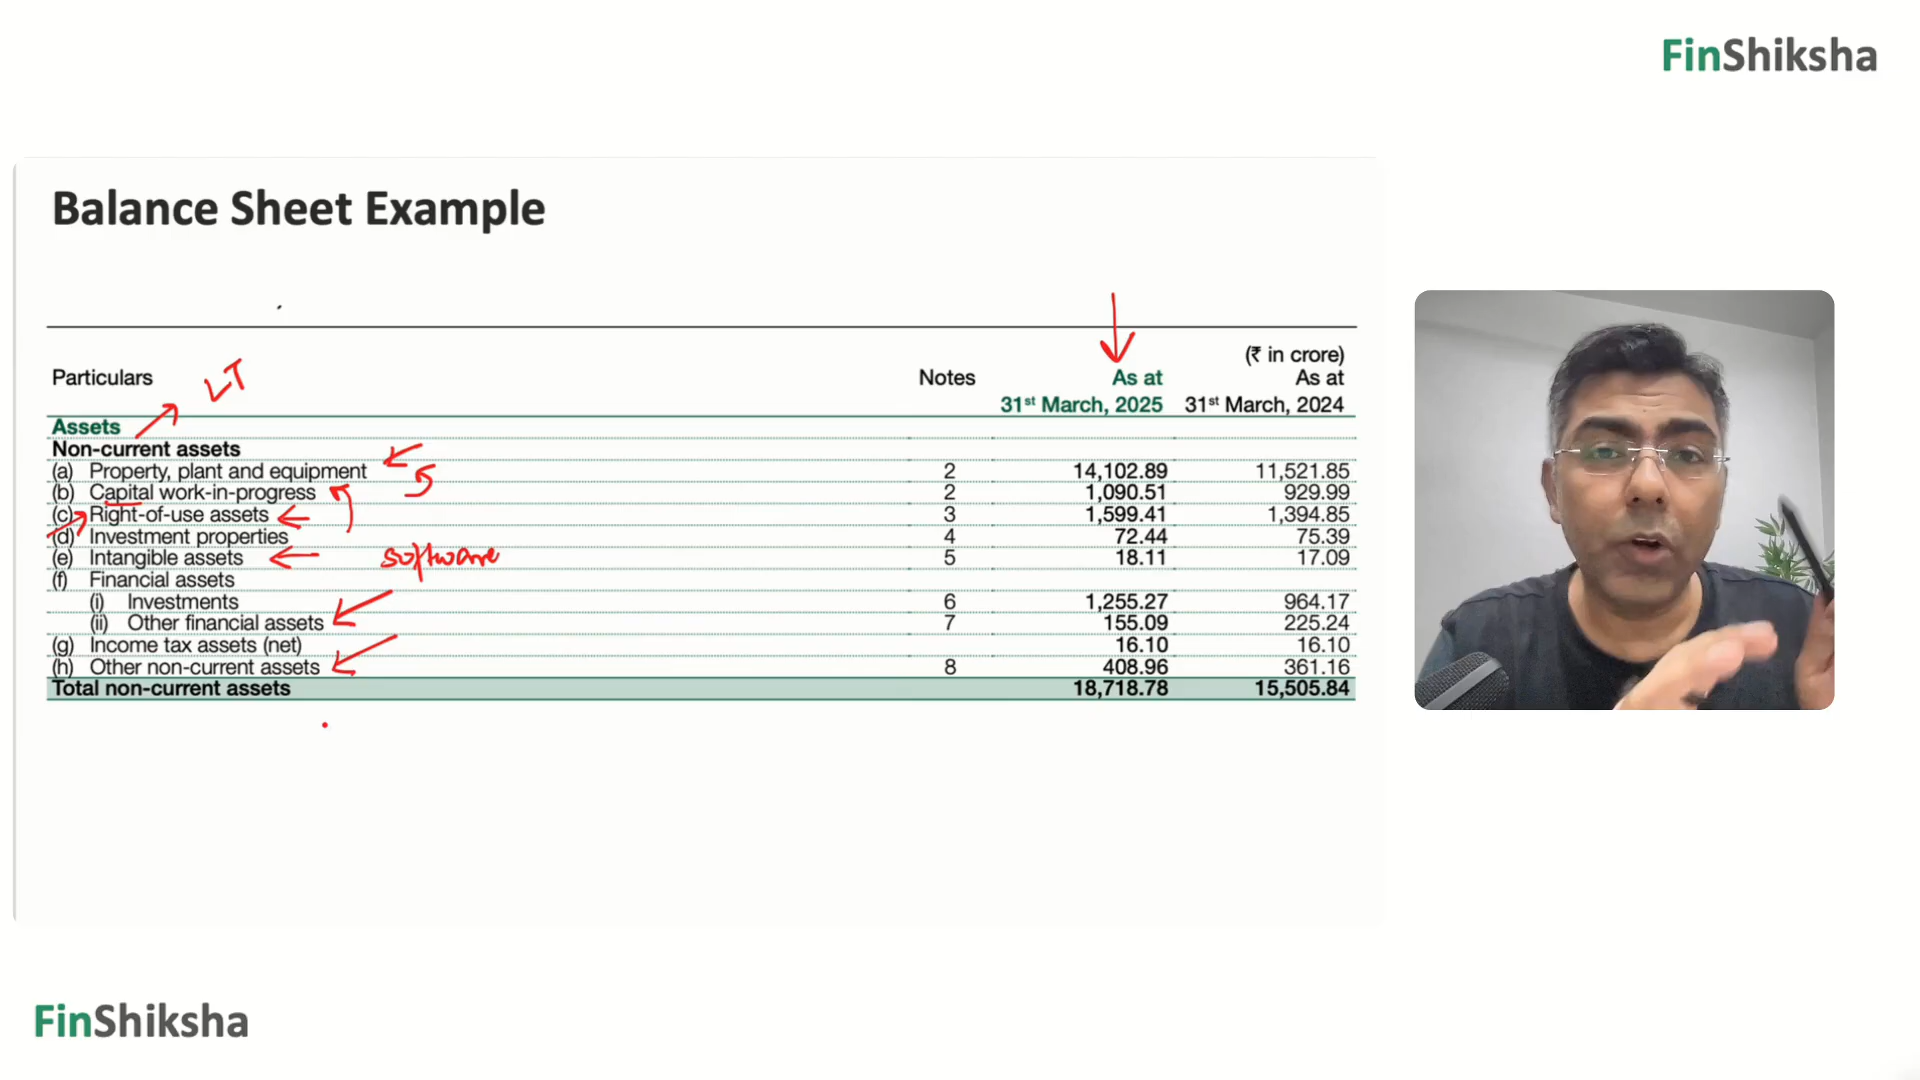 FinShiksha
Balance Sheet Example
(₹ in crore)
Particulars LT Notes As at As at
31st March, 2025 31st March, 2024
Assets
Non-current assets
(a) Property, plant and equipment 2 14,102.89 11,521.85
(b) Capital work-in-progress 2 1,090.51 929.99
(c) Right-of-use assets 3 1,599.41 1,394.85
(d) Investment properties 4 72.44 75.39
(e) Intangible assets software 5 18.11 17.09
(f) Financial assets
(i) Investments 6 1,255.27 964.17
(ii) Other financial assets 7 155.09 225.24
(g) Income tax assets (net) 16.10 16.10
(h) Other non-current assets 8 408.96 361.16
Total non-current assets 18,718.78 15,505.84
FinShiksha